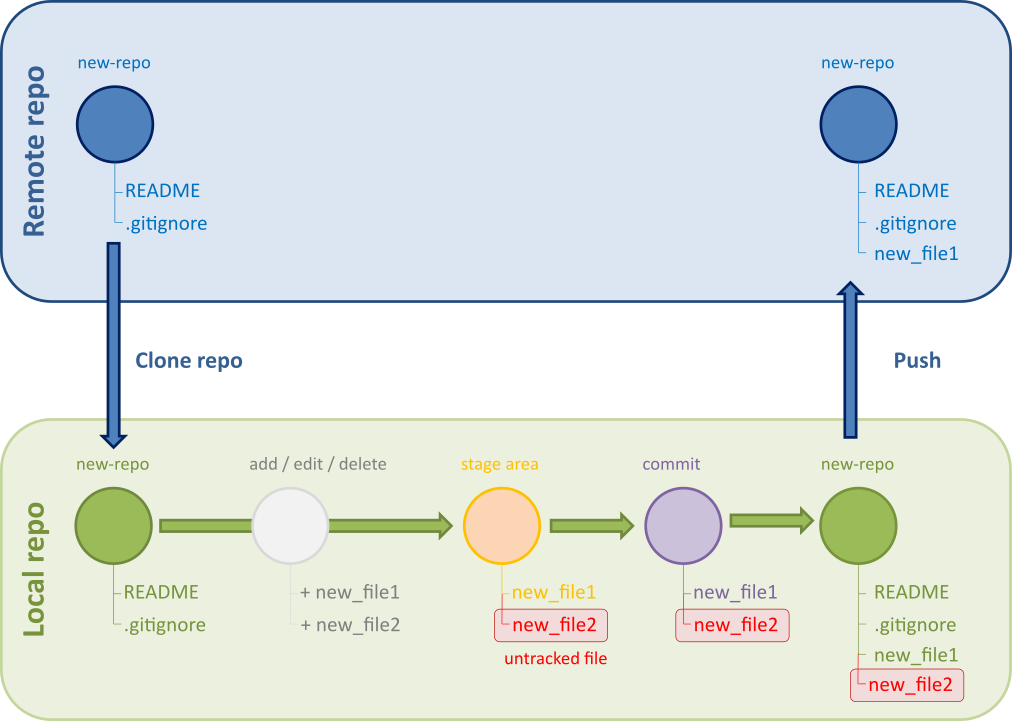 Remote repo
new-repo
README
.gitignore
new-repo
README
.gitignore
new_file1
Clone repo
Push
Local repo
new-repo
README
.gitignore
add / edit / delete
+ new_file1
+ new_file2
stage area
new_file1
new_file2
untracked file
commit
new_file1
new_file2
new-repo
README
.gitignore
new_file1
new_file2